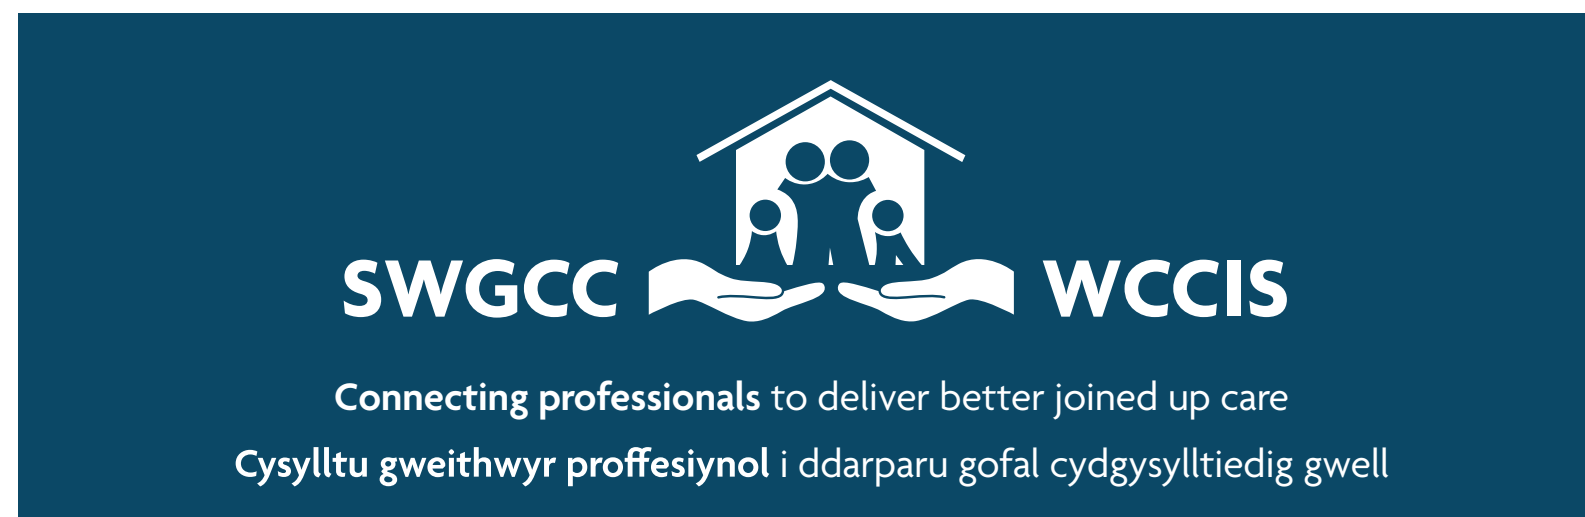 SWGCC WCCIS
Connecting professionals to deliver better joined up care
Cysylltu gweithwyr proffesiynol i ddarparu gofal cydgysylltiedig gwell